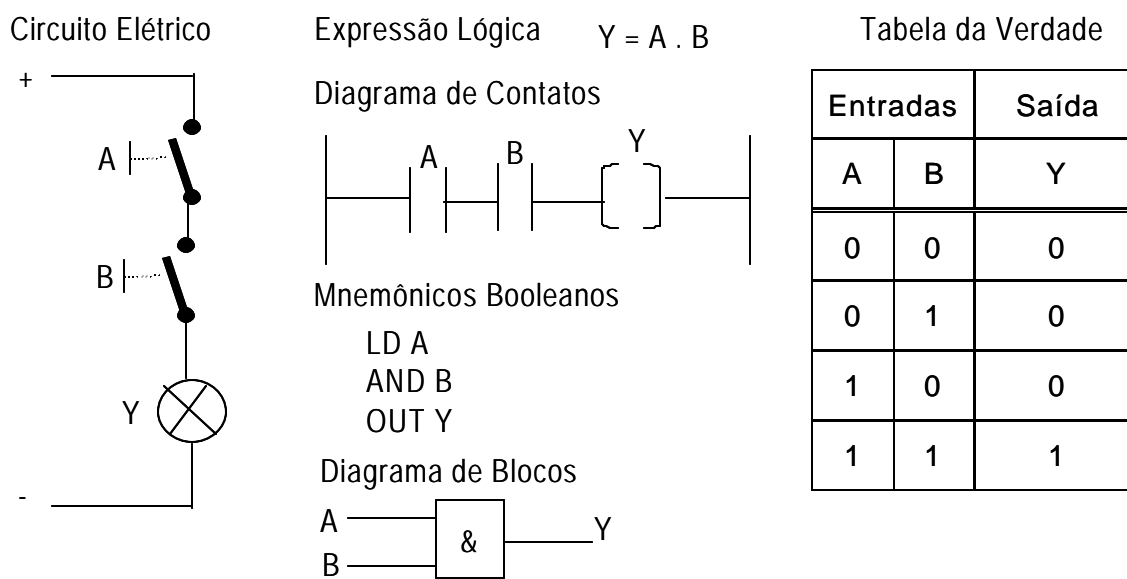 Circuito Elétrico
+
A
B
Y
-
Expressão Lógica Y = A . B
Diagrama de Contatos
A B Y
Mnemônicos Booleanos
LD A
AND B
OUT Y
Diagrama de Blocos
A
B
&
Y
Tabela da Verdade
Entradas Saída
A B Y
0 0 0
0 1 0
1 0 0
1 1 1